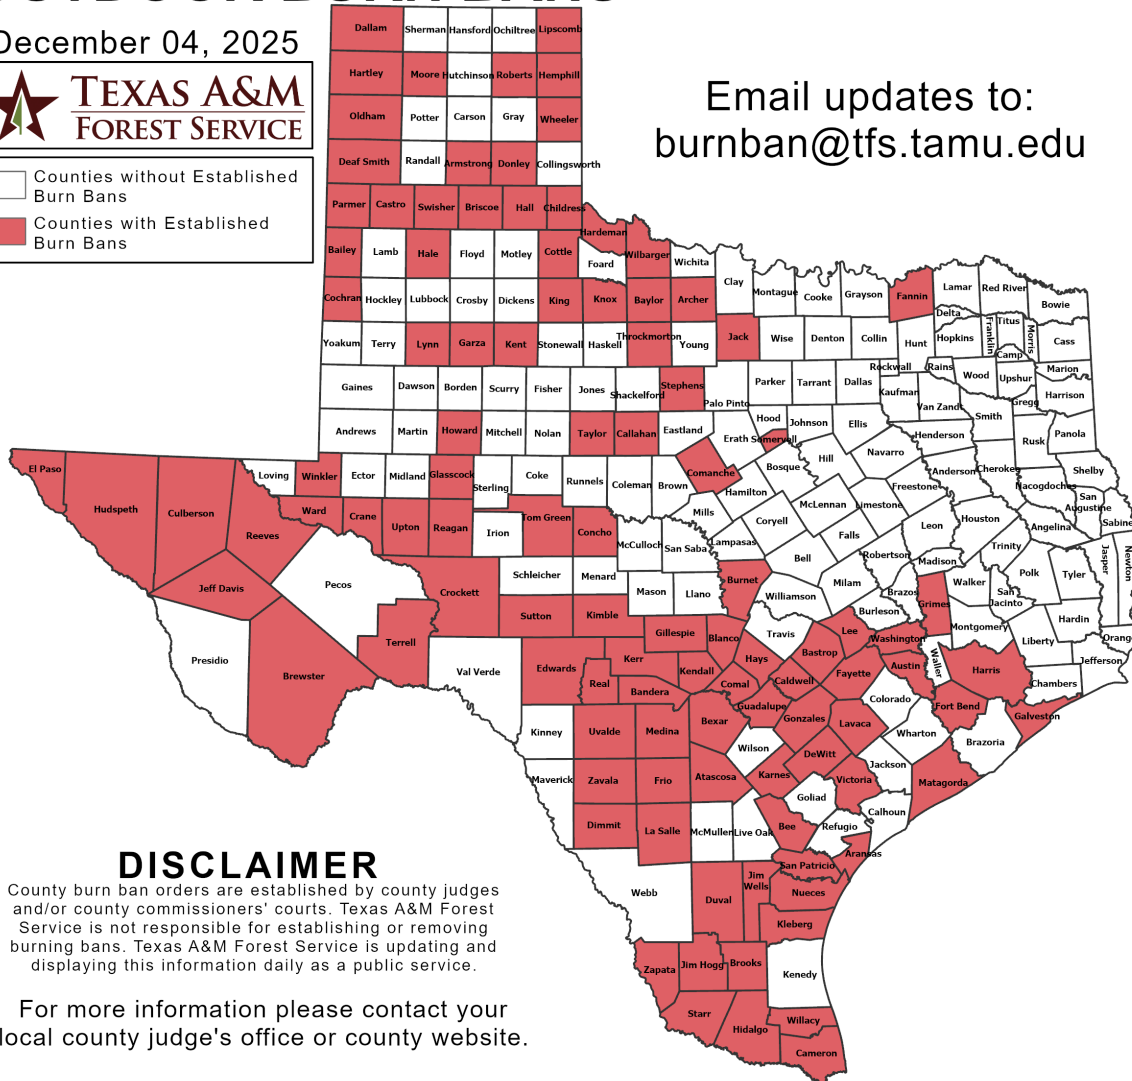 December 04, 2025
TEXAS A&M
FOREST SERVICE
Counties without Established
Burn Bans
Counties with Established
Burn Bans
Email updates to:
burnban@tfs.tamu.edu
Dallam Sherman Hansford Ochiltree Lipscomb
Hartley Moore Hutchinson Roberts Hemphill
Oldham Potter Carson Gray Wheeler
Deaf Smith Randall Armstrong Donley Collingsworth
Parmer Castro Swisher Briscoe Hall Childress
Hardeman
Bailey Lamb Hale Floyd Motley Cottle Foard Wilbarger Wichita
Clay Montague Cooke Grayson Fannin Lamar Red River Bowie
Cochran Hockley Lubbock Crosby Dickens King Knox Baylor Archer
Delta Franklin Titus Morris Cass
Yoakum Terry Lynn Garza Kent Stonewall Haskell Throckmorton Young Jack Wise Denton Collin Hunt Hopkins
Camp Rockwall Rains Wood Upshur Marion
Gaines Dawson Borden Scurry Fisher Jones Shackelford Stephens Palo Pinto Parker Tarrant Dallas Kaufman Van Zandt Gregg Harrison
Andrews Martin Howard Mitchell Nolan Taylor Callahan Eastland Erath Hood Somervell Johnson Ellis Henderson Smith Rusk Panola
El Paso Hudspeth Culberson Reeves Loving Winkler Ector Midland Glasscock Sterling Coke Runnels Coleman Brown Comanche Hamilton Bosque Hill Navarro Anderson Cherokee Nacogdoches Shelby
San
Augustine
Sabine
Ward Crane Upton Reagan Irion Tom Green Concho McCulloch San Saba Mills Lampasas Coryell McLennan Limestone Freestone Leon Houston Angelina
Falls Robertson Madison Trinity
Jeff Davis Pecos Crockett Schleicher Menard Mason Llano Burnet Bell Milam Brazos Grimes Walker
San
Jacinto
Polk Tyler Jasper Newton
Presidio Brewster Terrell Val Verde Sutton Kimble Gillespie Blanco Travis Williamson Burleson Lee Washington Montgomery Liberty Hardin Orange
Edwards Real Kerr Bandera Kendall Comal Hays Caldwell Bastrop Fayette Austin Waller Harris Chambers Jefferson
Kinney Uvalde Medina Bexar Guadalupe Gonzales Lavaca Colorado Wharton Fort Bend Brazoria Galveston
Maverick Zavala Frio Atascosa Wilson Karnes DeWitt Victoria Jackson Matagorda
Dimmit La Salle McMullen Live Oak Bee Goliad Refugio Calhoun
Aransas
San Patricio
Webb Duval
Jim
Wells
Nueces
Kleberg
Zapata Jim Hogg Brooks Kenedy
Starr Hidalgo Willacy
Cameron
DISCLAIMER
County burn ban orders are established by county judges
and/or county commissioners' courts. Texas A&M Forest
Service is not responsible for establishing or removing
burning bans. Texas A&M Forest Service is updating and
displaying this information daily as a public service.
For more information please contact your
local county judge's office or county website.